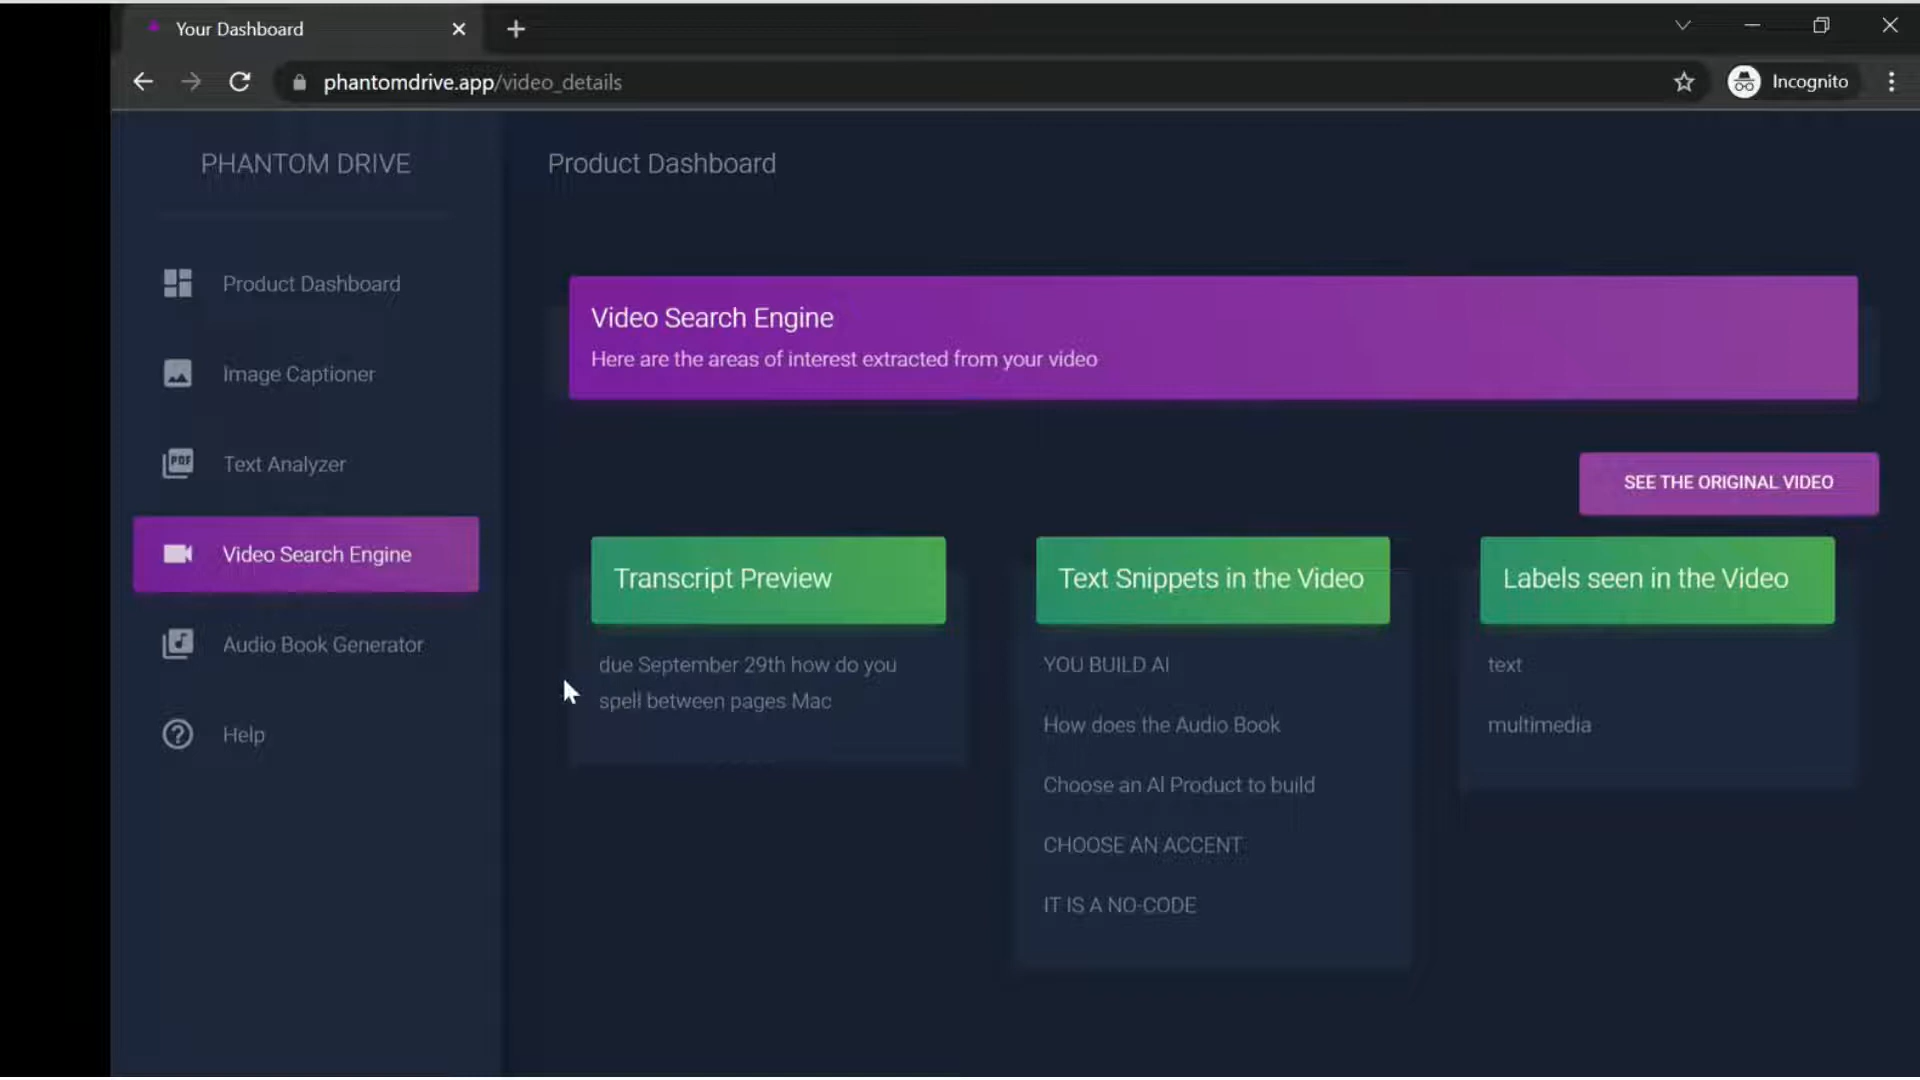 Your Dashboard
phantomdrive.app/video_details
Incognito
PHANTOM DRIVE
Product Dashboard
Image Captioner
PDF
Text Analyzer
Video Search Engine
Audio Book Generator
Help
Product Dashboard
Video Search Engine
Here are the areas of interest extracted from your video
SEE THE ORIGINAL VIDEO
Transcript Preview
due September 29th how do you
spell between pages Mac
Text Snippets in the Video
YOU BUILD AI
How does the Audio Book
Choose an AI Product to build
CHOOSE AN ACCENT
IT IS A NO-CODE
Labels seen in the Video
text
multimedia